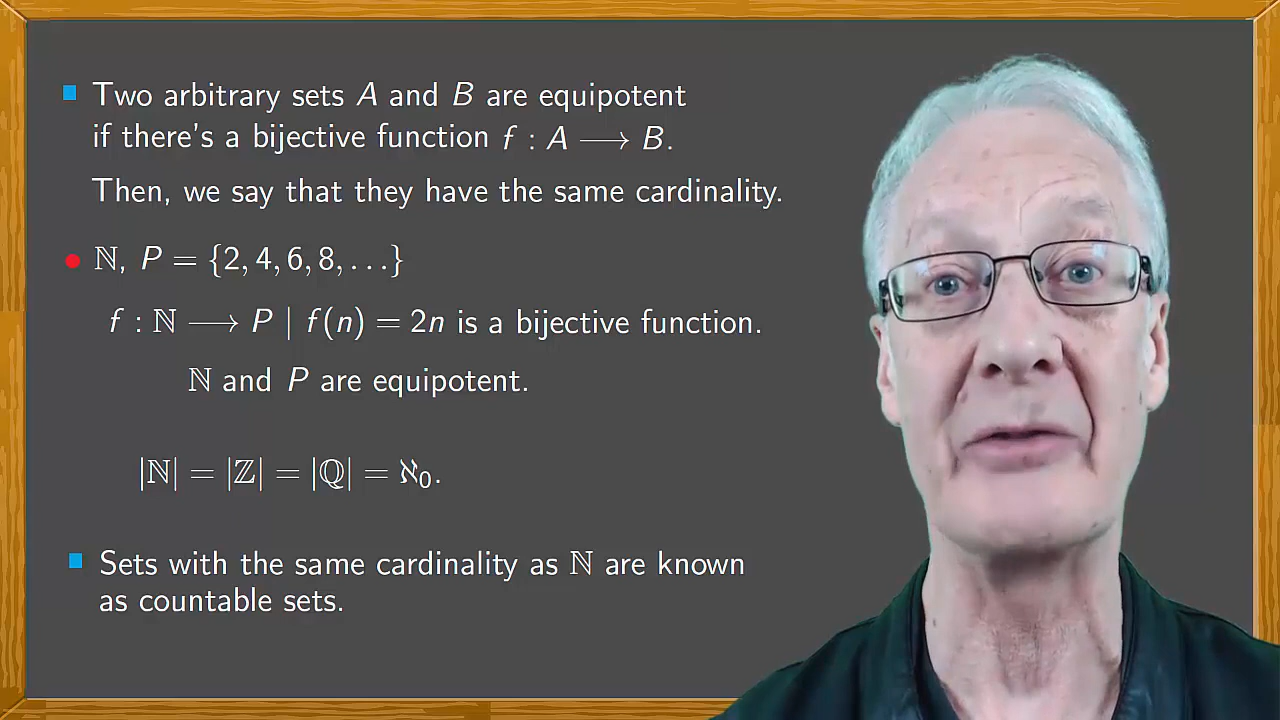 Two arbitrary sets A and B are equipotent
if there's a bijective function f : A ⟶ B.
Then, we say that they have the same cardinality.
ℕ, P = {2, 4, 6, 8, …}
f : ℕ ⟶ P | f(n) = 2n is a bijective function.
ℕ and P are equipotent.
|ℕ| = |ℤ| = |ℚ| = ℵ₀.
Sets with the same cardinality as ℕ are known
as countable sets.